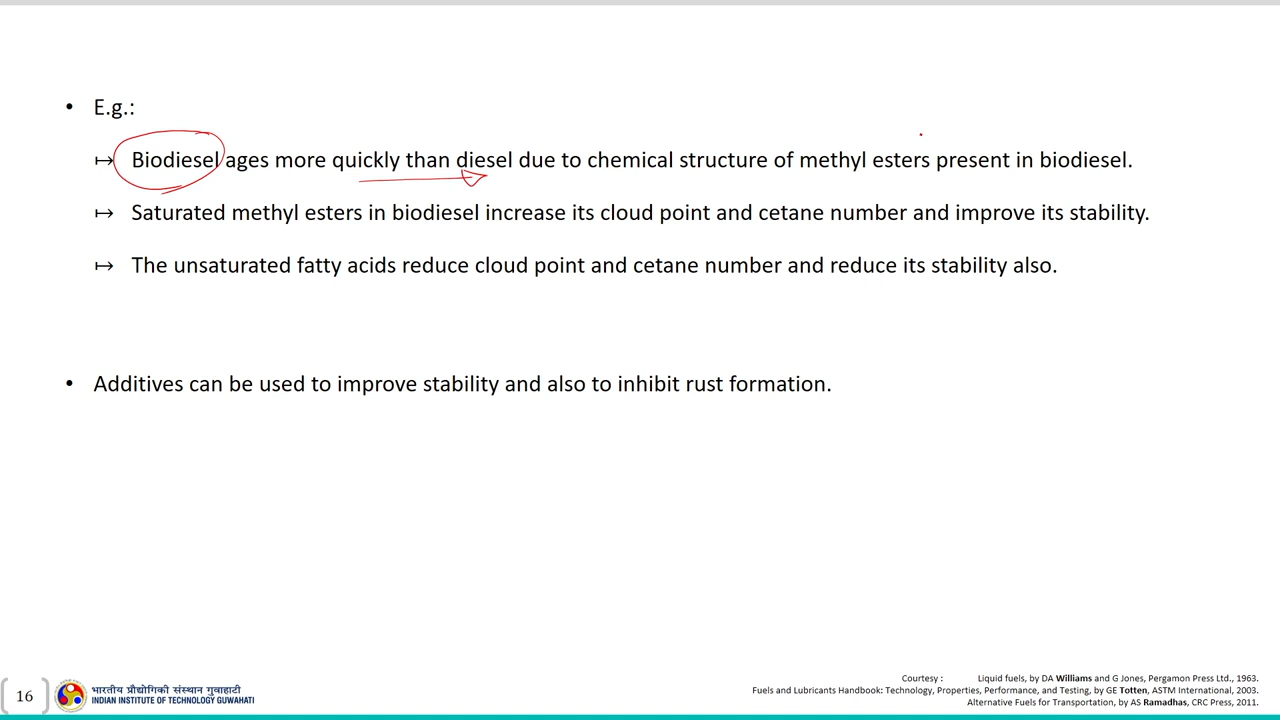 • E.g.:
↦ Biodiesel ages more quickly than diesel due to chemical structure of methyl esters present in biodiesel.
↦ Saturated methyl esters in biodiesel increase its cloud point and cetane number and improve its stability.
↦ The unsaturated fatty acids reduce cloud point and cetane number and reduce its stability also.
• Additives can be used to improve stability and also to inhibit rust formation.
16
भारतीय प्रौद्योगिकी संस्थान गुवाहाटी
INDIAN INSTITUTE OF TECHNOLOGY GUWAHATI
Courtesy : Liquid fuels, by DA Williams and G Jones, Pergamon Press Ltd., 1963.
Fuels and Lubricants Handbook: Technology, Properties, Performance, and Testing, by GE Totten, ASTM International, 2003.
Alternative Fuels for Transportation, by AS Ramadhas, CRC Press, 2011.